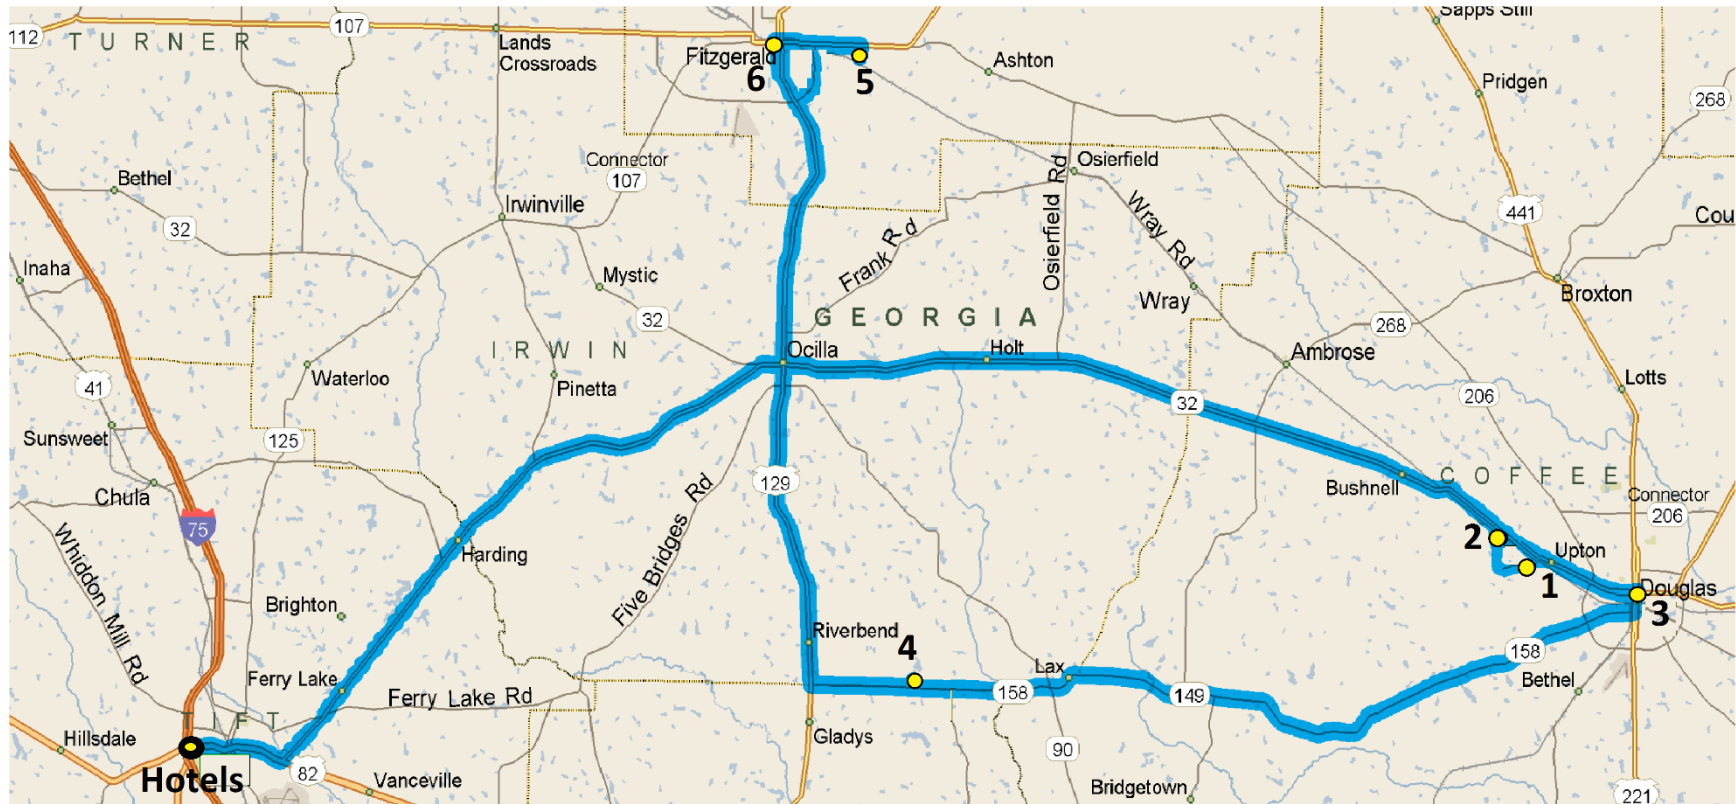 112
TURNER
107
Lands
Crossroads
Fitzgerald
6
5
Ashton
Sapps Still
Pridgen
268
Connector
107
Bethel
32
Irwinville
Osierfield
Osierfield Rd
Wray Rd
Frank Rd
441
Cou
Inaha
Mystic
32
GEORGIA
Wray
Broxton
268
IRWIN
Ocilla
Holt
Ambrose
41
Waterloo
Pinetta
Lotts
32
206
Sunsweet
125
Chula
129
Bushnell
COFFEE
Connector
206
75
Whiddon Mill Rd
Harding
Five Bridges Rd
2
Upton
1
Douglas
3
Brighton
Riverbend
4
158
Ferry Lake
Ferry Lake Rd
Lax
158
149
Bethel
TIFT
Hillsdale
Gladys
90
Hotels
82
Vanceville
Bridgetown
221